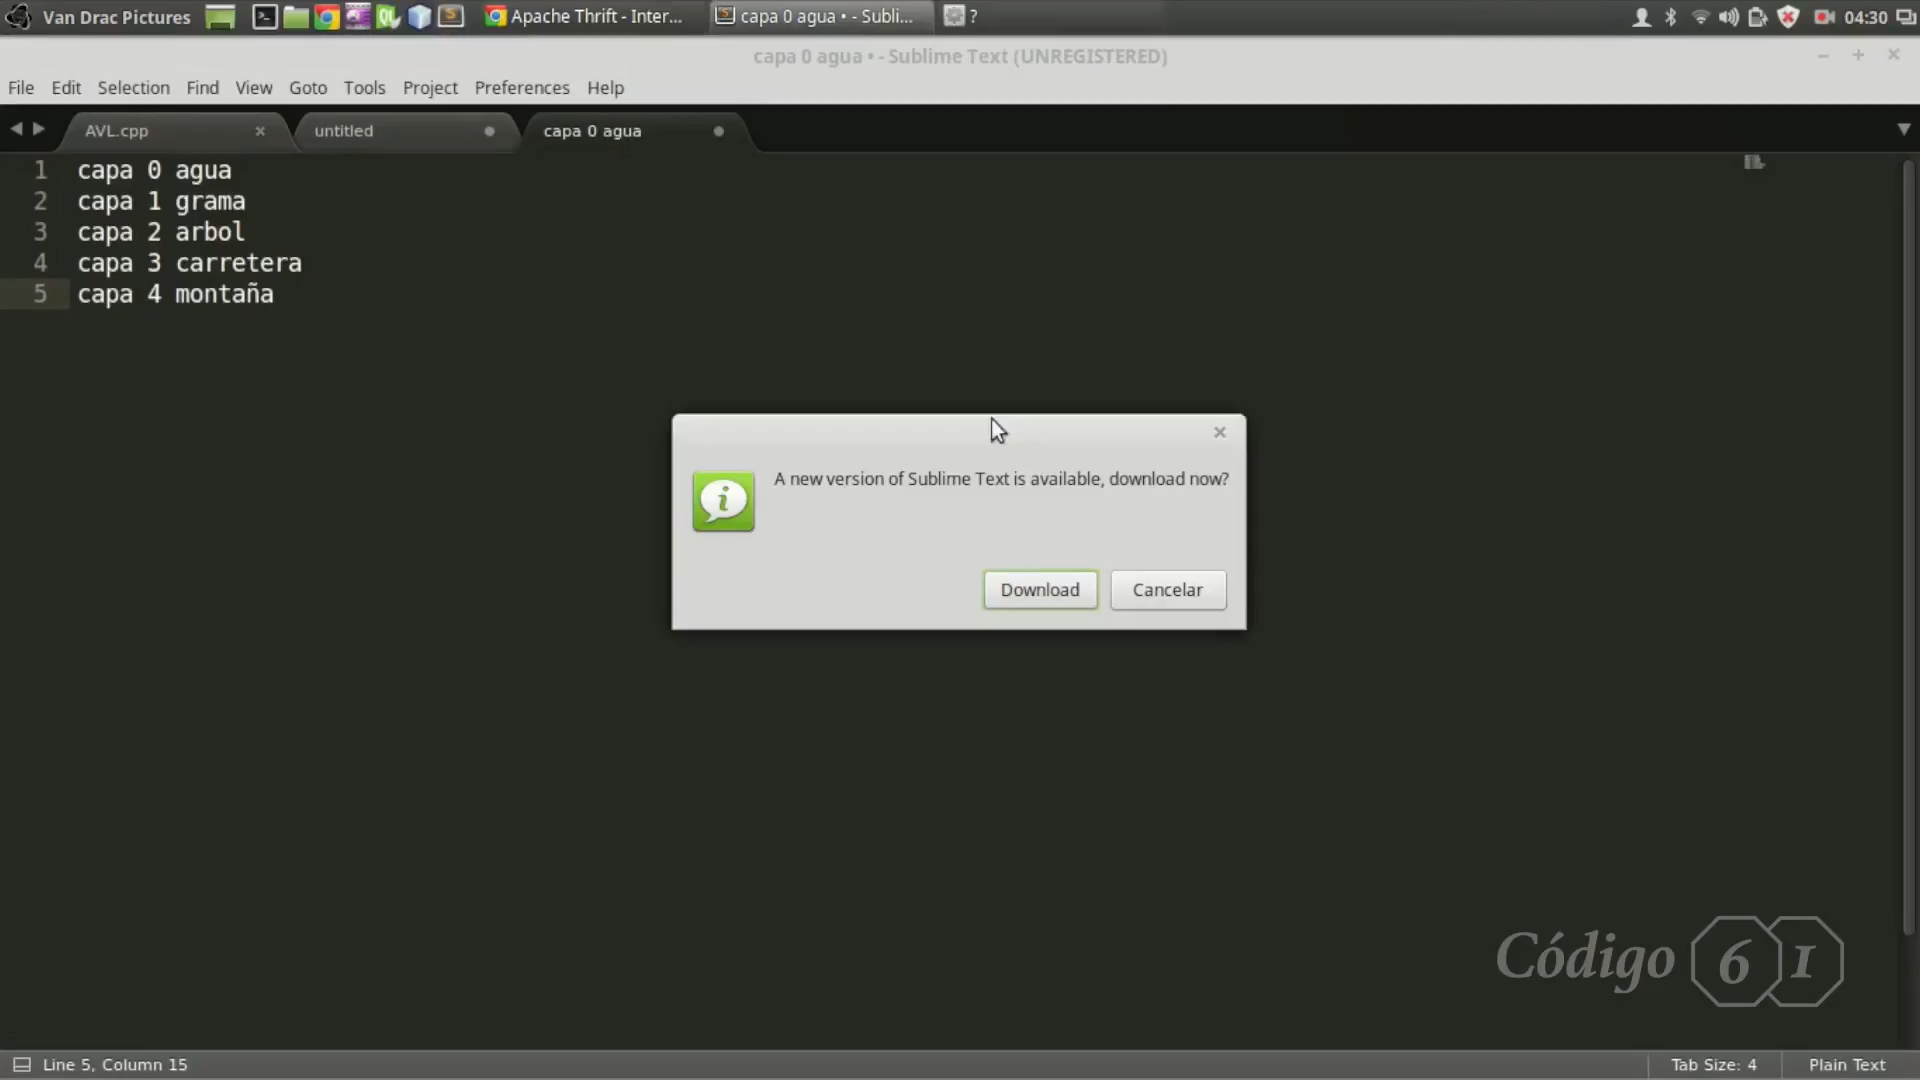 Van Drac Pictures
Apache Thrift - Inter...
capa 0 agua • - Subli...
?
04:30
capa 0 agua • - Sublime Text (UNREGISTERED)
File Edit Selection Find View Goto Tools Project Preferences Help
AVL.cpp
untitled
capa 0 agua
1 capa 0 agua
2 capa 1 grama
3 capa 2 arbol
4 capa 3 carretera
5 capa 4 montaña
A new version of Sublime Text is available, download now?
Download
Cancelar
Código 61
Line 5, Column 15
Tab Size: 4
Plain Text